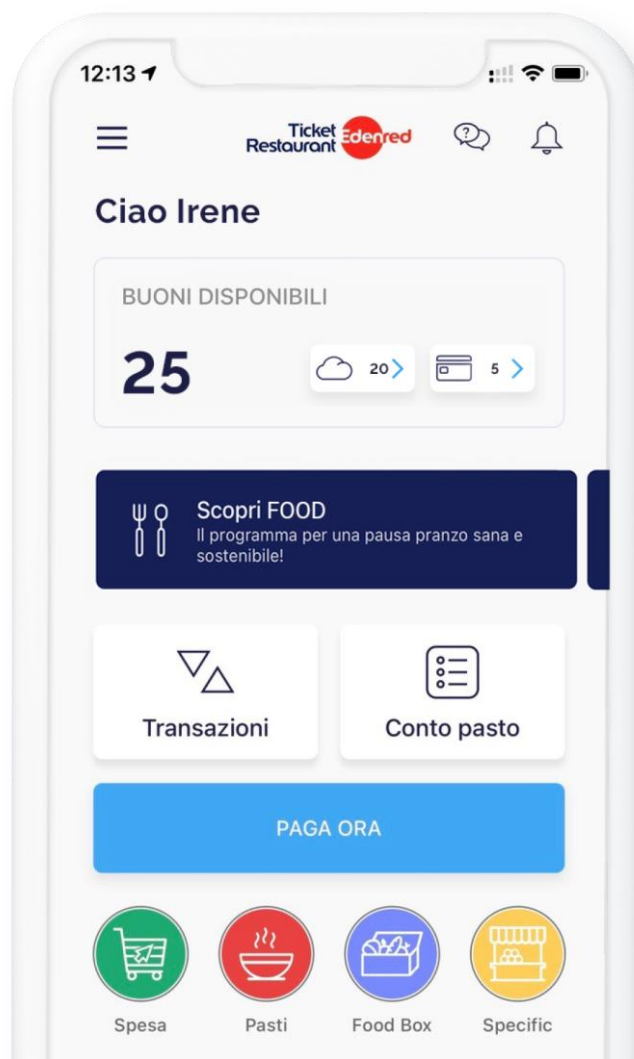 12:13
Ticket
Restaurant
Edenred
Ciao Irene
BUONI DISPONIBILI
25
20
5
Scopri FOOD
Il programma per una pausa pranzo sana e
sostenibile!
Transazioni
Conto pasto
PAGA ORA
Spesa
Pasti
Food Box
Specific